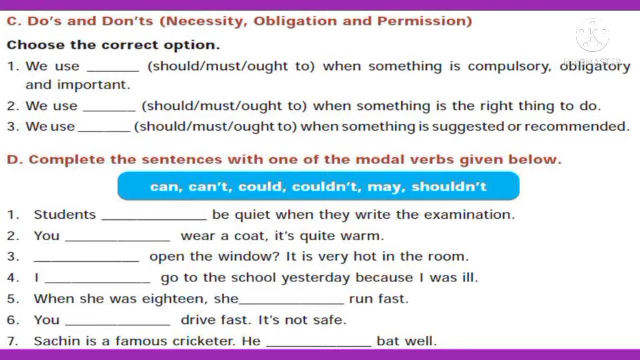 C. Do's and Don'ts (Necessity, Obligation and Permission)
Choose the correct option.
1. We use _______ (should/must/ought to) when something is compulsory, obligatory
and important.
2. We use _______ (should/must/ought to) when something is the right thing to do.
3. We use _______ (should/must/ought to) when something is suggested or recommended.
D. Complete the sentences with one of the modal verbs given below.
can, can't, could, couldn't, may, shouldn't
1. Students ______________ be quiet when they write the examination.
2. You ______________ wear a coat, it's quite warm.
3. ______________ open the window? It is very hot in the room.
4. I ______________ go to the school yesterday because I was ill.
5. When she was eighteen, she______________ run fast.
6. You ______________ drive fast. It's not safe.
7. Sachin is a famous cricketer. He ______________ bat well.